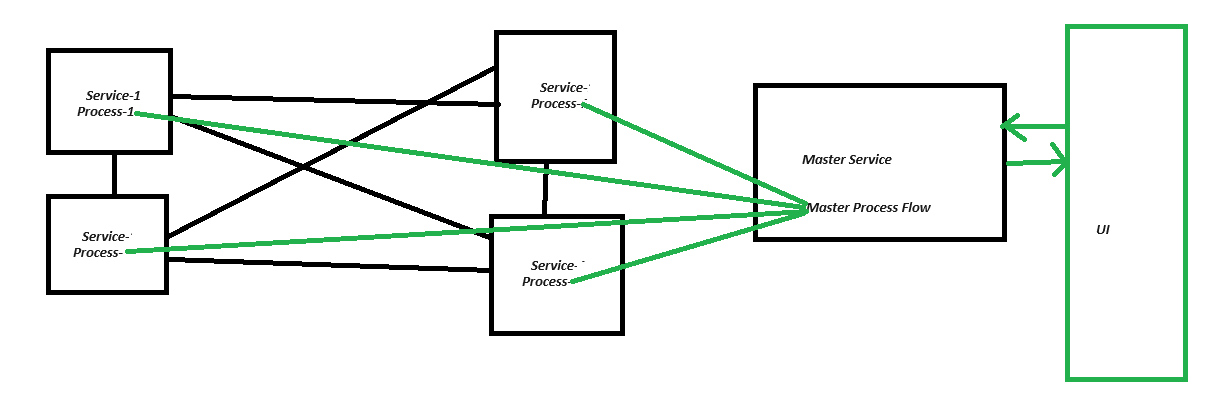 Service-1
Process-1
Service-
Process-
Service-
Process-
Service-
Process-
Master Service
Master Process Flow
UI